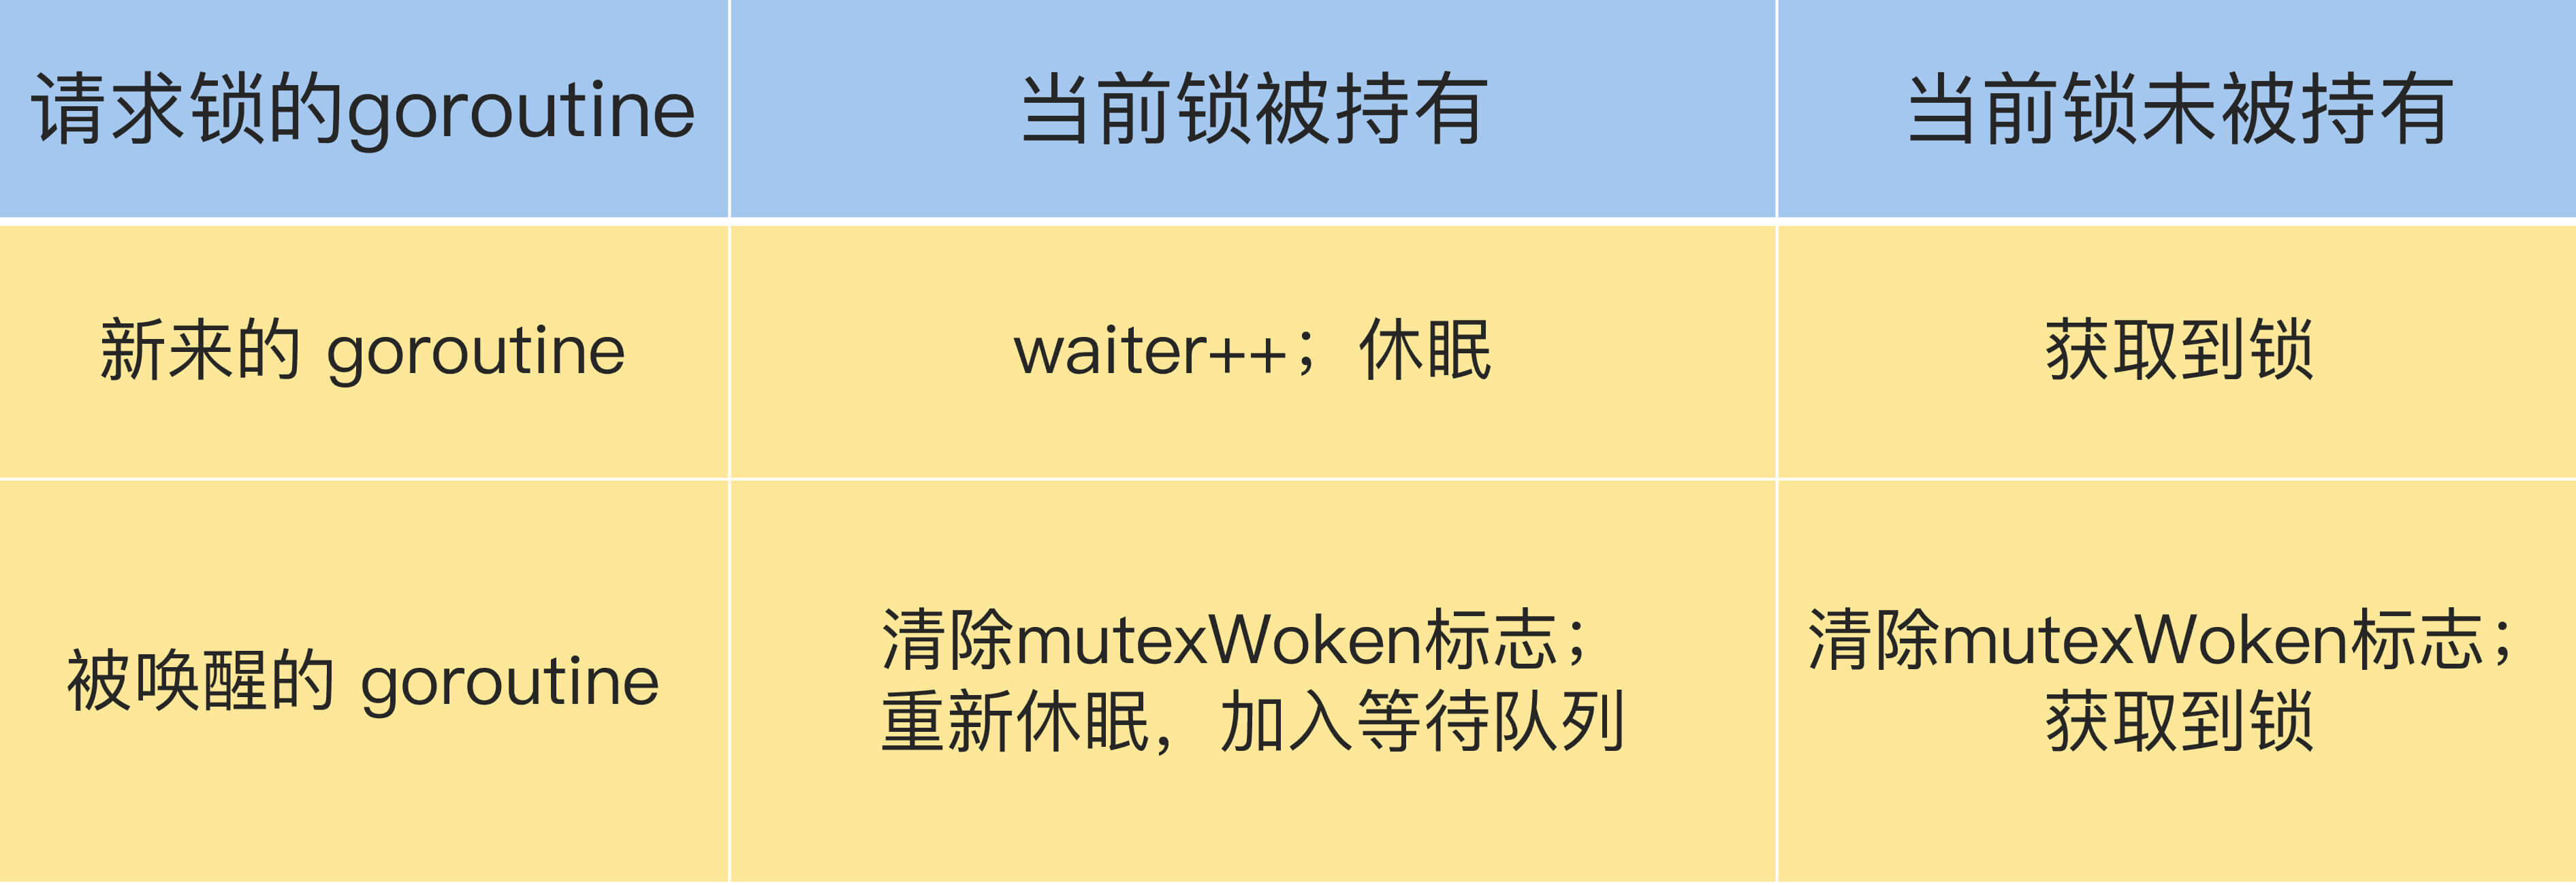 请求锁的goroutine
当前锁被持有
当前锁未被持有
新来的 goroutine
waiter++；休眠
获取到锁
被唤醒的 goroutine
清除mutexWoken标志；
重新休眠，加入等待队列
清除mutexWoken标志；
获取到锁